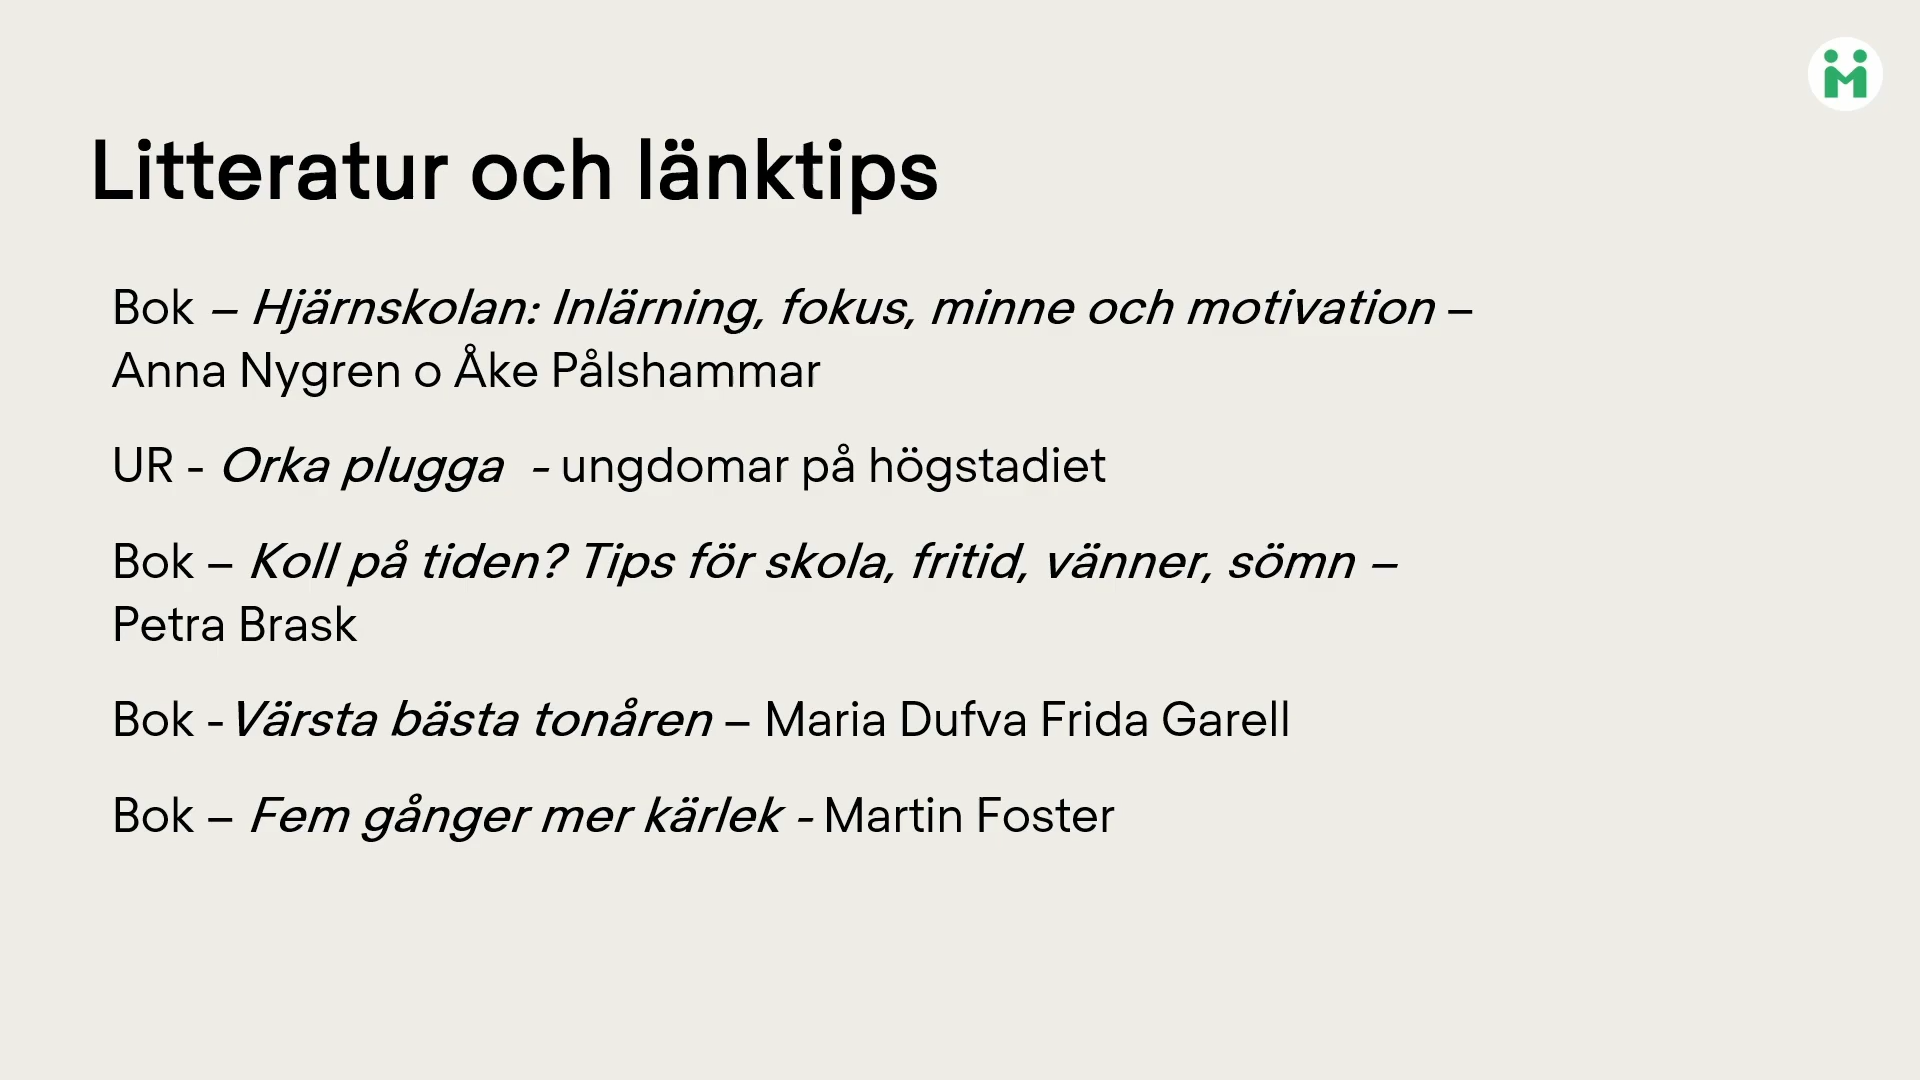 Litteratur och länktips
Bok – Hjärnskolan: Inlärning, fokus, minne och motivation –
Anna Nygren o Åke Pålshammar
UR - Orka plugga  - ungdomar på högstadiet
Bok – Koll på tiden? Tips för skola, fritid, vänner, sömn –
Petra Brask
Bok - Värsta bästa tonåren – Maria Dufva Frida Garell
Bok – Fem gånger mer kärlek - Martin Foster